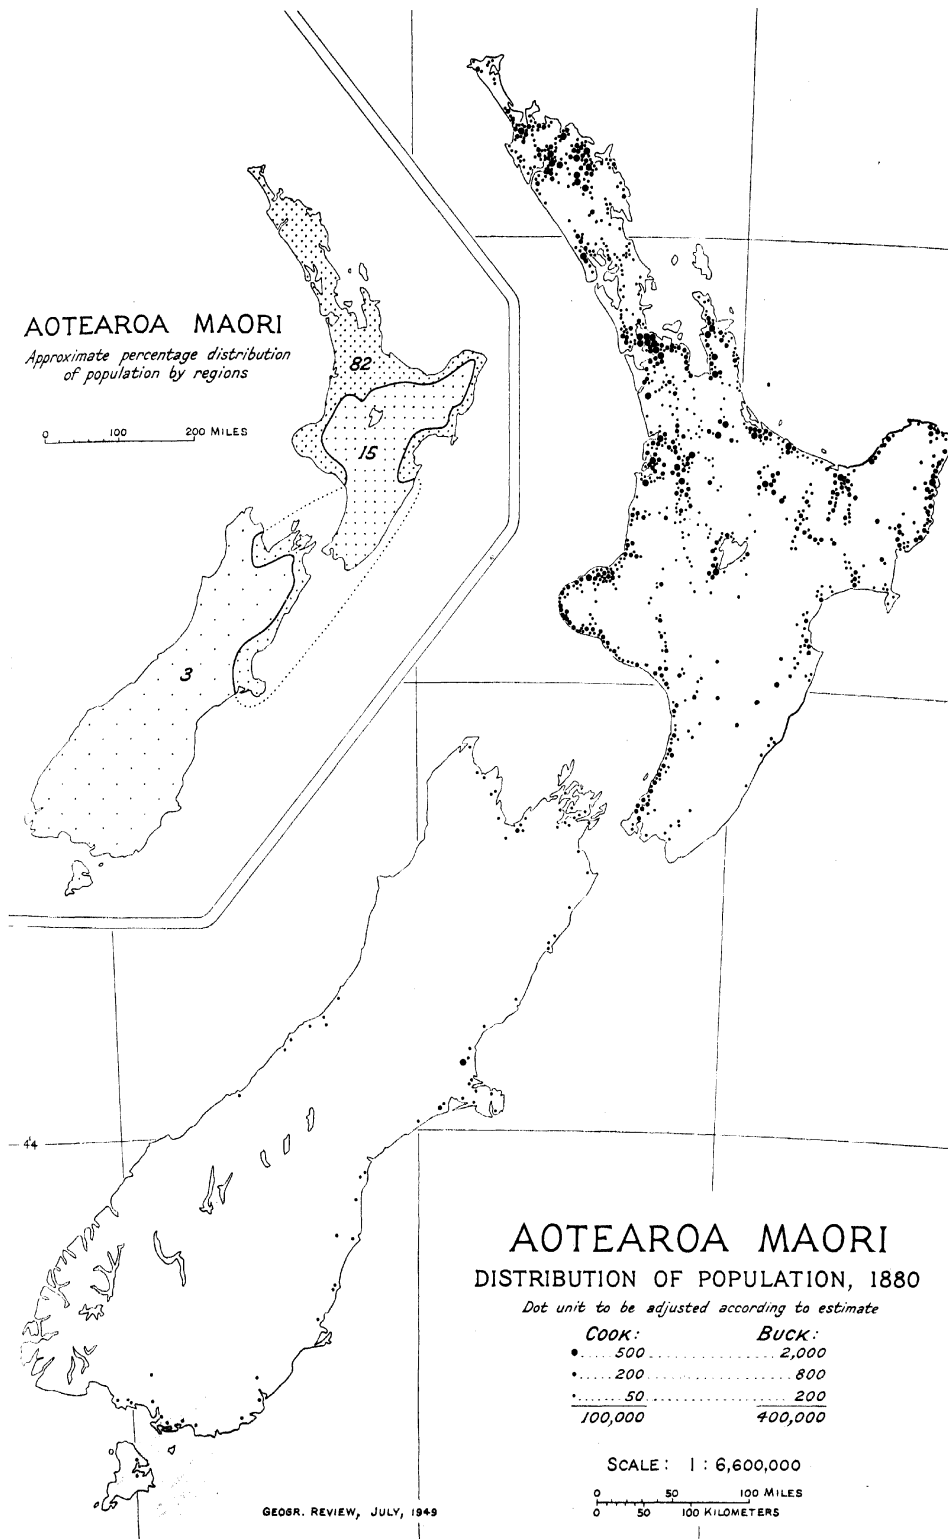 AOTEAROA MAORI
Approximate percentage distribution
of population by regions
0 100 200 MILES
82
15
3
44
AOTEAROA MAORI
DISTRIBUTION OF POPULATION, 1880
Dot unit to be adjusted according to estimate
COOK: BUCK:
500 2,000
200 800
50 200
100,000 400,000
SCALE: 1 : 6,600,000
0 50 100 MILES
0 50 100 KILOMETERS
GEOGR. REVIEW, JULY, 1949